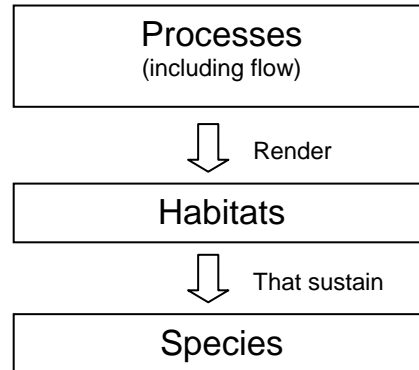 Processes
(including flow)
Render
Habitats
That sustain
Species